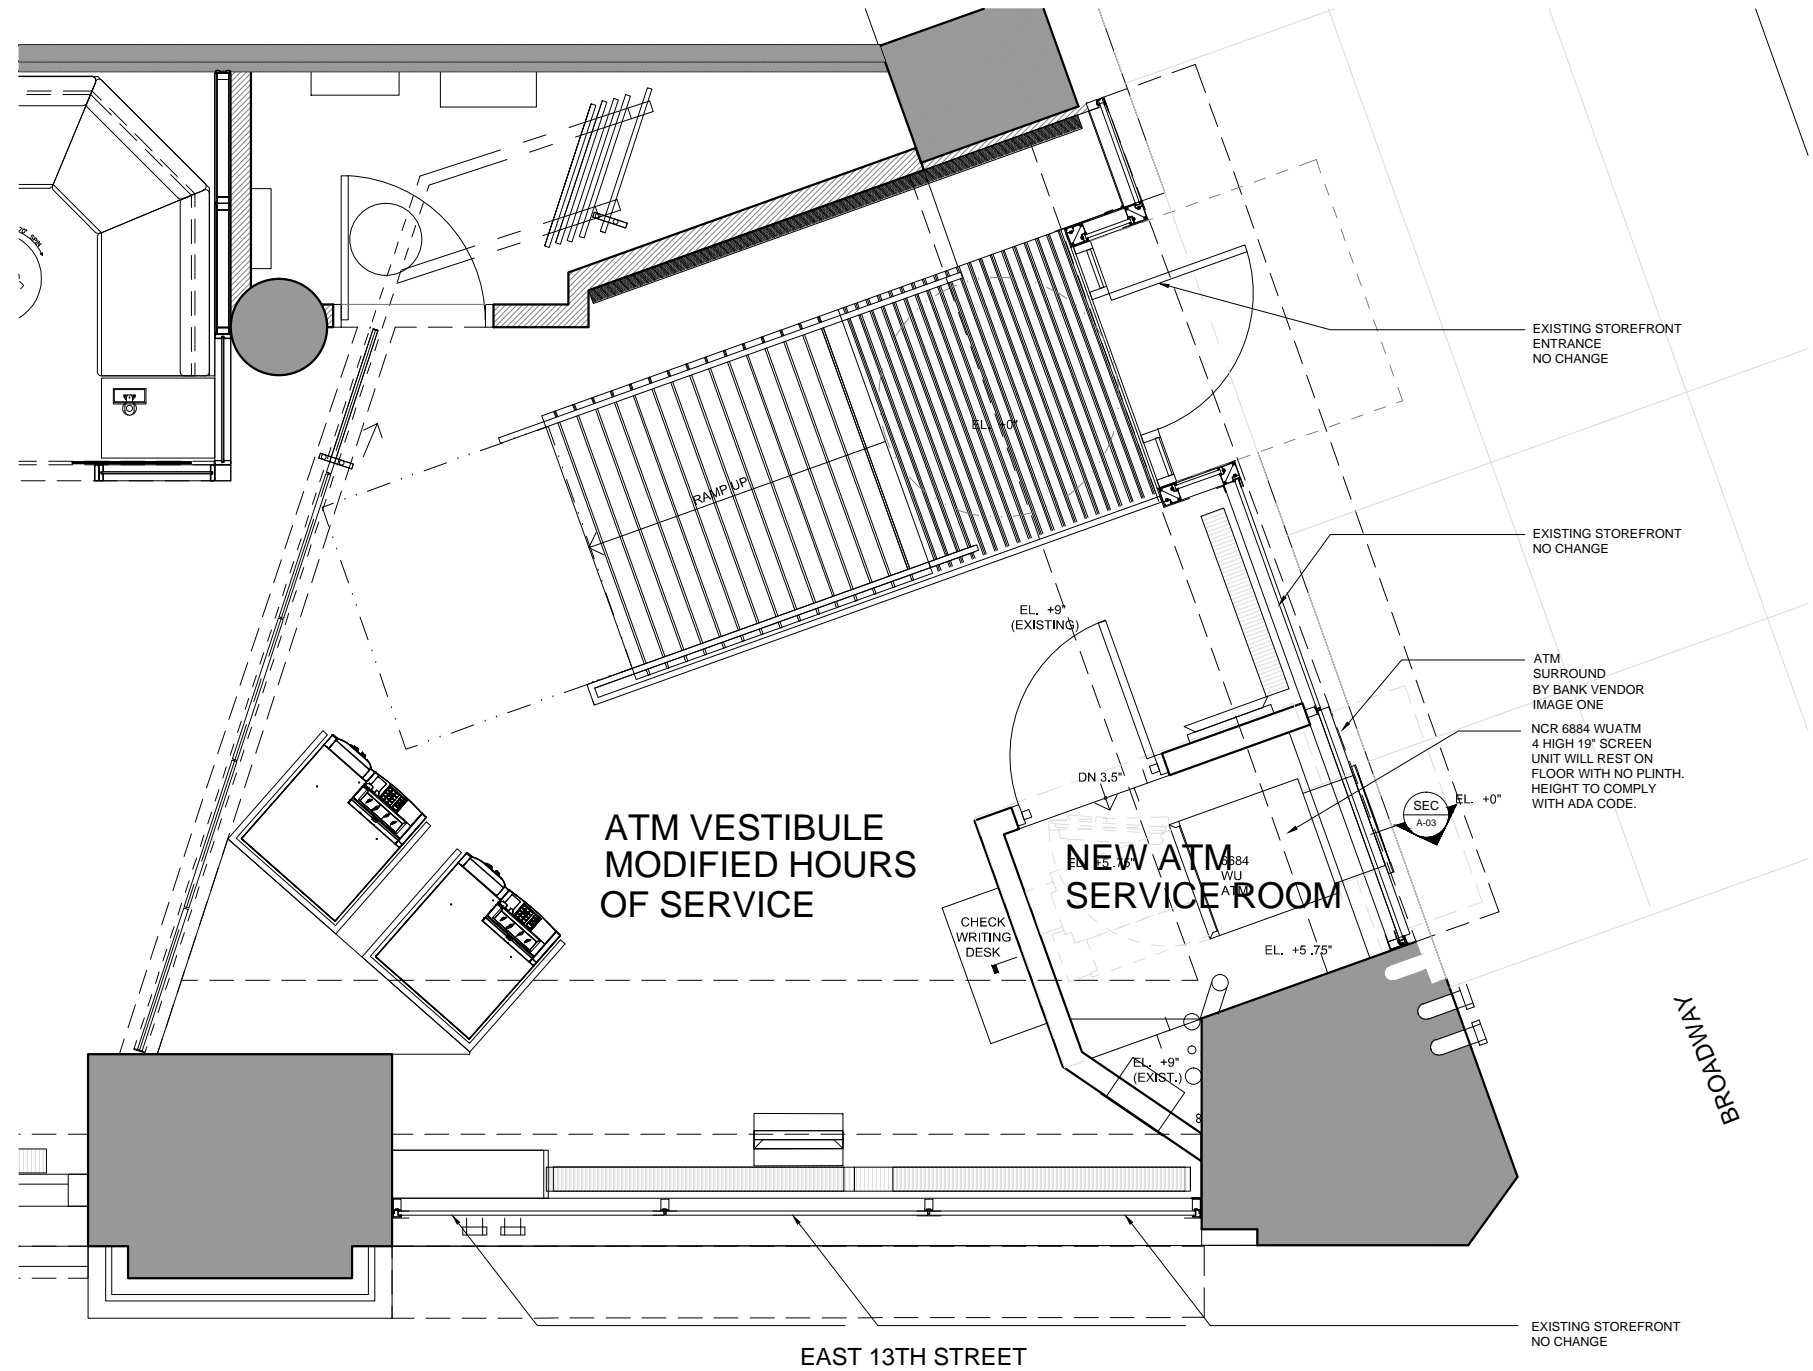 EXISTING STOREFRONT
ENTRANCE
NO CHANGE
EL. +0"
RAMP UP
EXISTING STOREFRONT
NO CHANGE
EL. +9"
(EXISTING)
ATM
SURROUND
BY BANK VENDOR
IMAGE ONE
NCR 6884 WUATM
4 HIGH 19" SCREEN
UNIT WILL REST ON
FLOOR WITH NO PLINTH.
HEIGHT TO COMPLY
WITH ADA CODE.
DN 3.5"
SEC
A-03
EL. +0"
ATM VESTIBULE
MODIFIED HOURS
OF SERVICE
NEW ATM
SERVICE ROOM
EL. +5.75"
6684
WU
ATM
CHECK
WRITING
DESK
EL. +5.75"
EL. +9"
(EXIST.)
BROADWAY
EXISTING STOREFRONT
NO CHANGE
EAST 13TH STREET